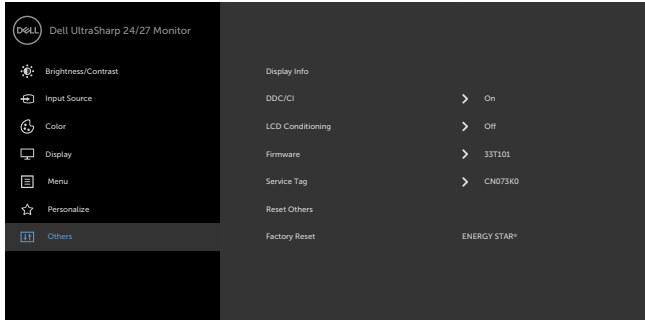 DELL Dell UltraSharp 24/27 Monitor
Brightness/Contrast
Display Info
Input Source
DDC/CI
On
Color
LCD Conditioning
Off
Display
Firmware
33T101
Menu
Service Tag
CN073K0
Personalize
Reset Others
Others
Factory Reset
ENERGY STAR®